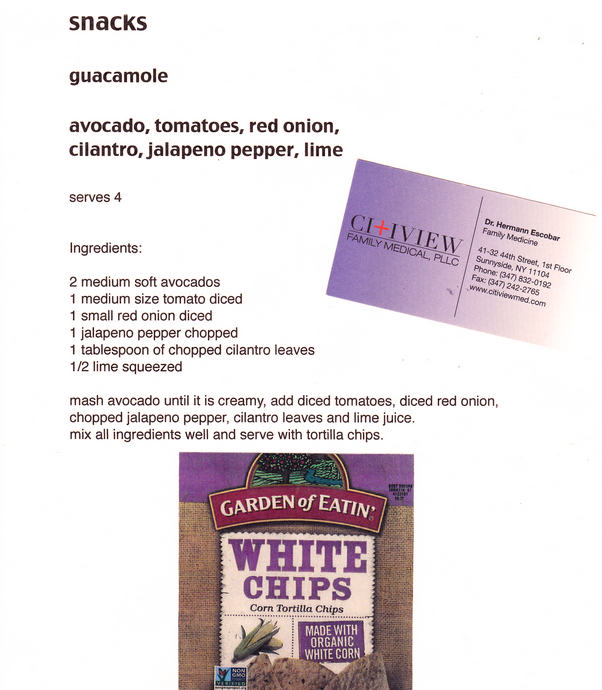 snacks
guacamole
avocado, tomatoes, red onion,
cilantro, jalapeno pepper, lime
serves 4
Ingredients:
2 medium soft avocados
1 medium size tomato diced
1 small red onion diced
1 jalapeno pepper chopped
1 tablespoon of chopped cilantro leaves
1/2 lime squeezed
mash avocado until it is creamy, add diced tomatoes, diced red onion,
chopped jalapeno pepper, cilantro leaves and lime juice.
mix all ingredients well and serve with tortilla chips.
CITIVIEW
FAMILY MEDICAL, PLLC
Dr. Hermann Escobar
Family Medicine
41-32 44th Street, 1st Floor
Sunnyside, NY 11104
Phone: (347) 832-0192
Fax: (347) 242-2765
www.citiviewmed.com
GARDEN of EATIN'®
WHITE
CHIPS
Corn Tortilla Chips
MADE WITH
ORGANIC
WHITE CORN
NON
GMO
VERIFIED